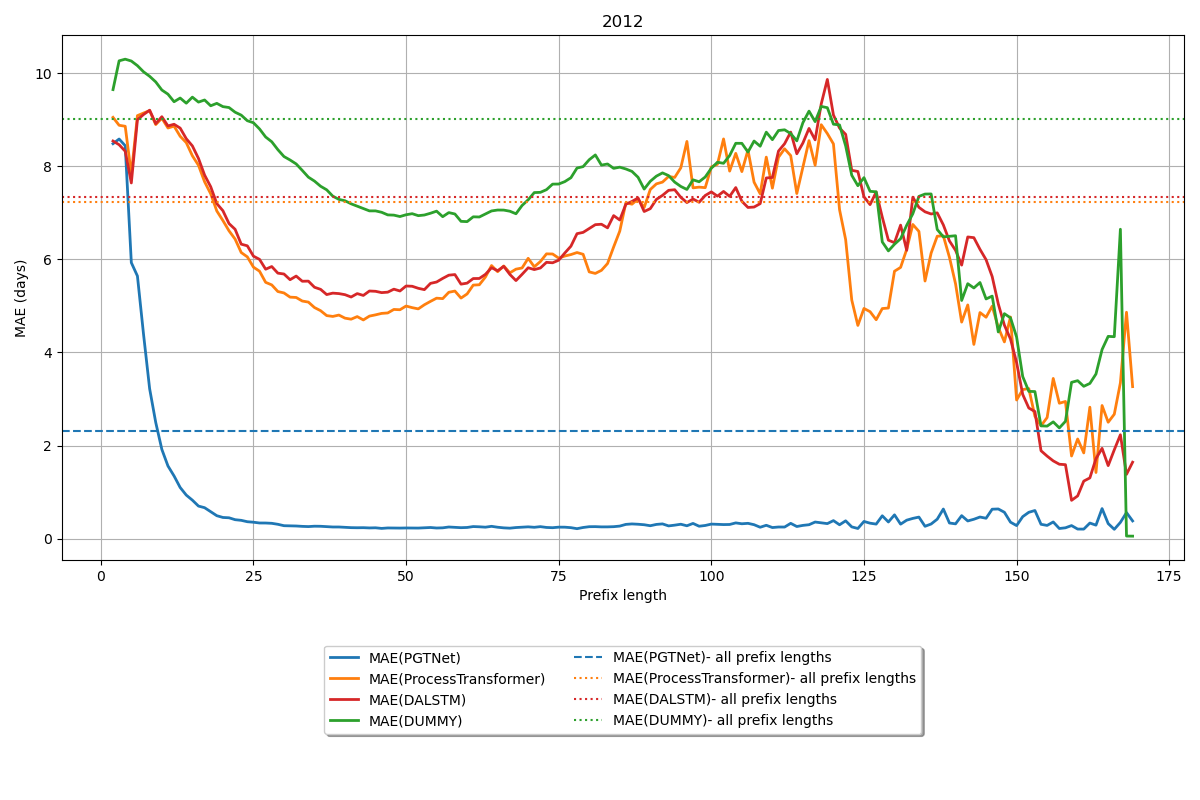 2012
MAE (days)
10
8
6
4
2
0
0 25 50 75 100 125 150 175
Prefix length
MAE(PGTNet)
MAE(ProcessTransformer)
MAE(DALSTM)
MAE(DUMMY)
MAE(PGTNet)- all prefix lengths
MAE(ProcessTransformer)- all prefix lengths
MAE(DALSTM)- all prefix lengths
MAE(DUMMY)- all prefix lengths